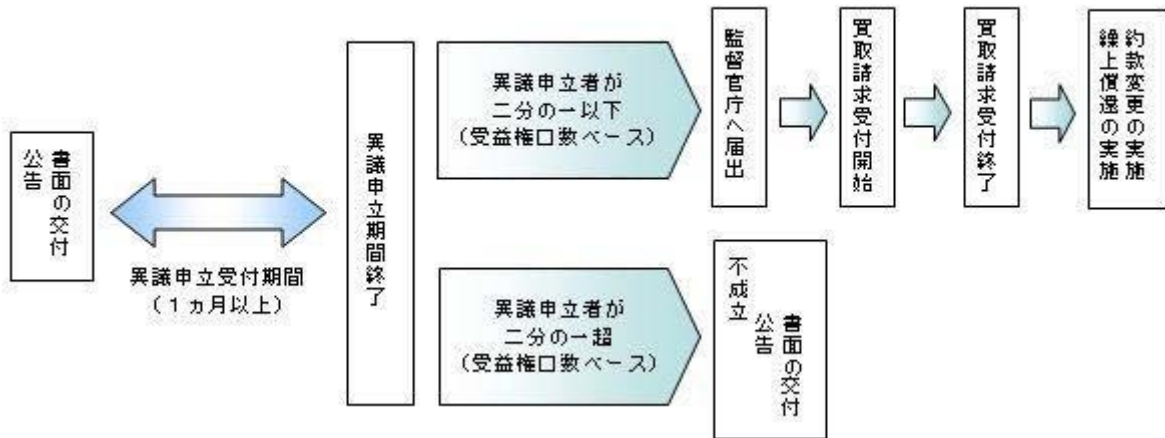 書面の交付
公告
異議申立受付期間
（１ヵ月以上）
異議申立期間終了
異議申立者が
二分の一以下
（受益権口数ベース）
監督官庁へ届出
買取請求受付開始
買取請求受付終了
約款変更の実施
繰上償還の実施
異議申立者が
二分の一超
（受益権口数ベース）
不成立
書面の交付
公告